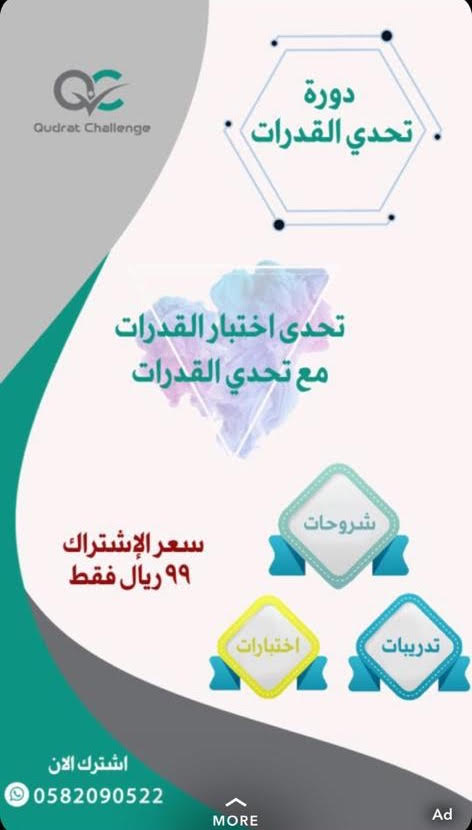 QC
Qudrat Challenge
دورة
تحدي القدرات
تحدى اختبار القدرات
مع تحدي القدرات
شروحات
سعر الإشتراك
٩٩ ريال فقط
اختبارات
تدريبات
اشترك الان
0582090522
MORE
Ad